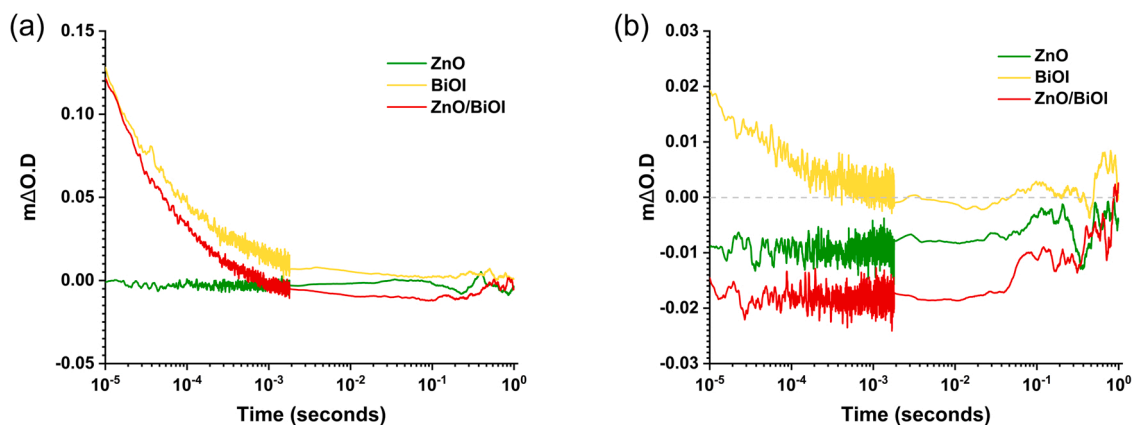 (a)
0.15
0.10
0.05
0.00
-0.05
mΔO.D
ZnO
BiOI
ZnO/BiOI
10-5 10-4 10-3 10-2 10-1 100
Time (seconds)
(b)
0.03
0.02
0.01
0.00
-0.01
-0.02
-0.03
mΔO.D
ZnO
BiOI
ZnO/BiOI
10-5 10-4 10-3 10-2 10-1 100
Time (seconds)